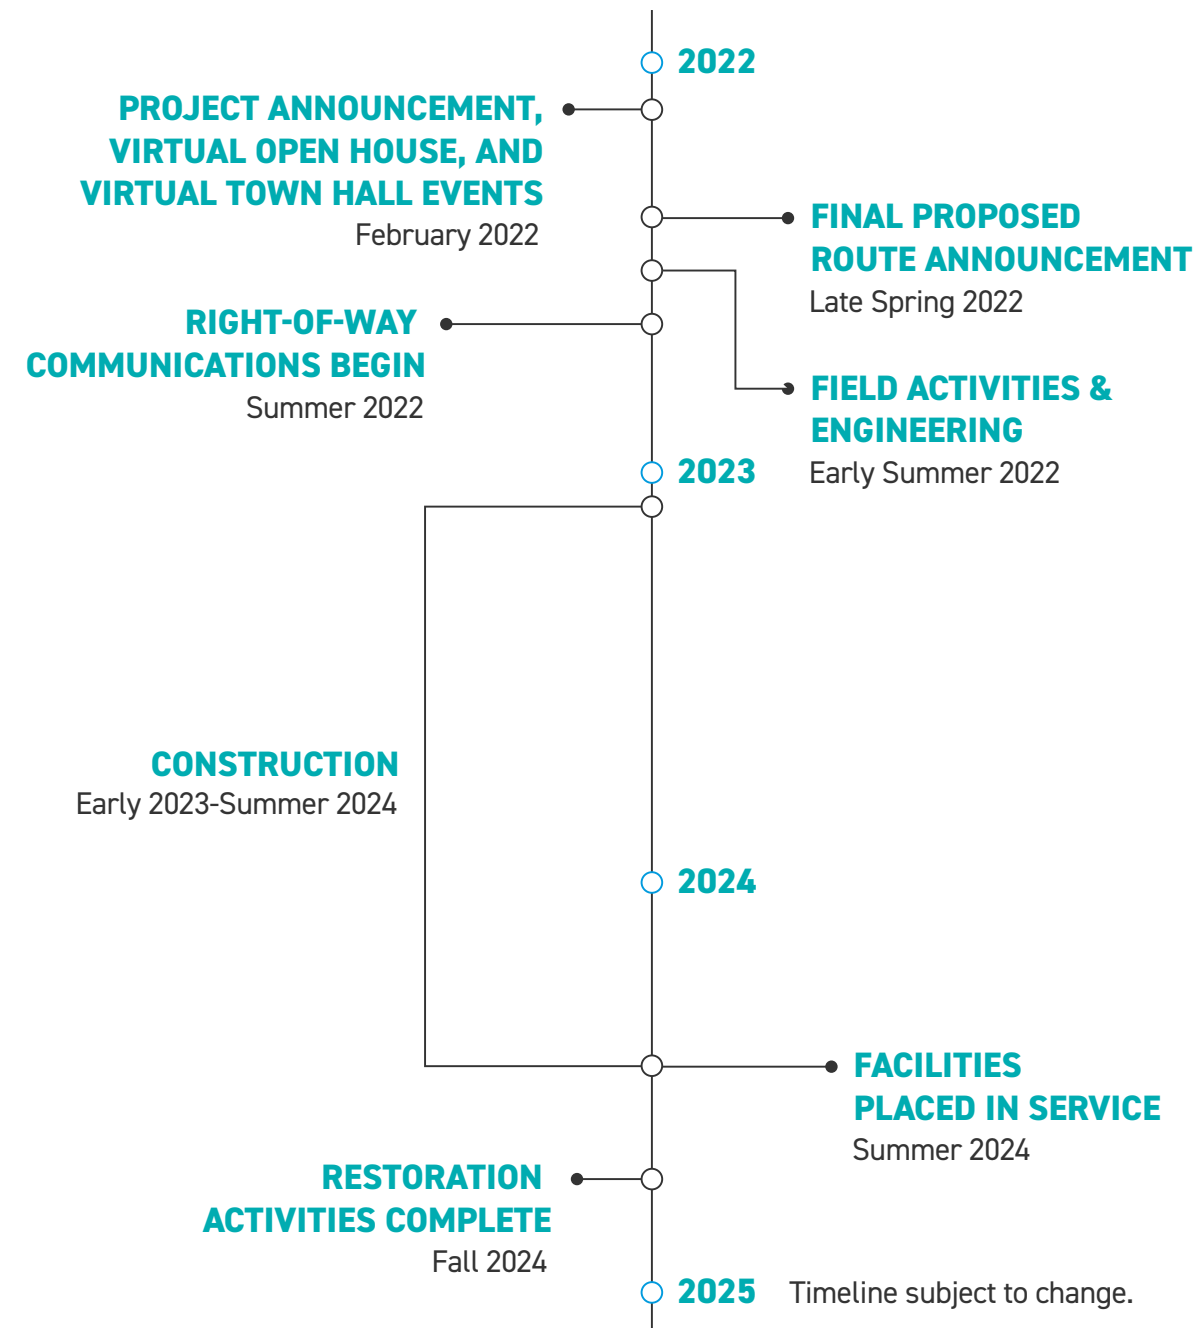 2022
PROJECT ANNOUNCEMENT,
VIRTUAL OPEN HOUSE, AND
VIRTUAL TOWN HALL EVENTS
February 2022
FINAL PROPOSED
ROUTE ANNOUNCEMENT
Late Spring 2022
RIGHT-OF-WAY
COMMUNICATIONS BEGIN
Summer 2022
FIELD ACTIVITIES &
ENGINEERING
Early Summer 2022
2023
CONSTRUCTION
Early 2023-Summer 2024
2024
FACILITIES
PLACED IN SERVICE
Summer 2024
RESTORATION
ACTIVITIES COMPLETE
Fall 2024
2025
Timeline subject to change.